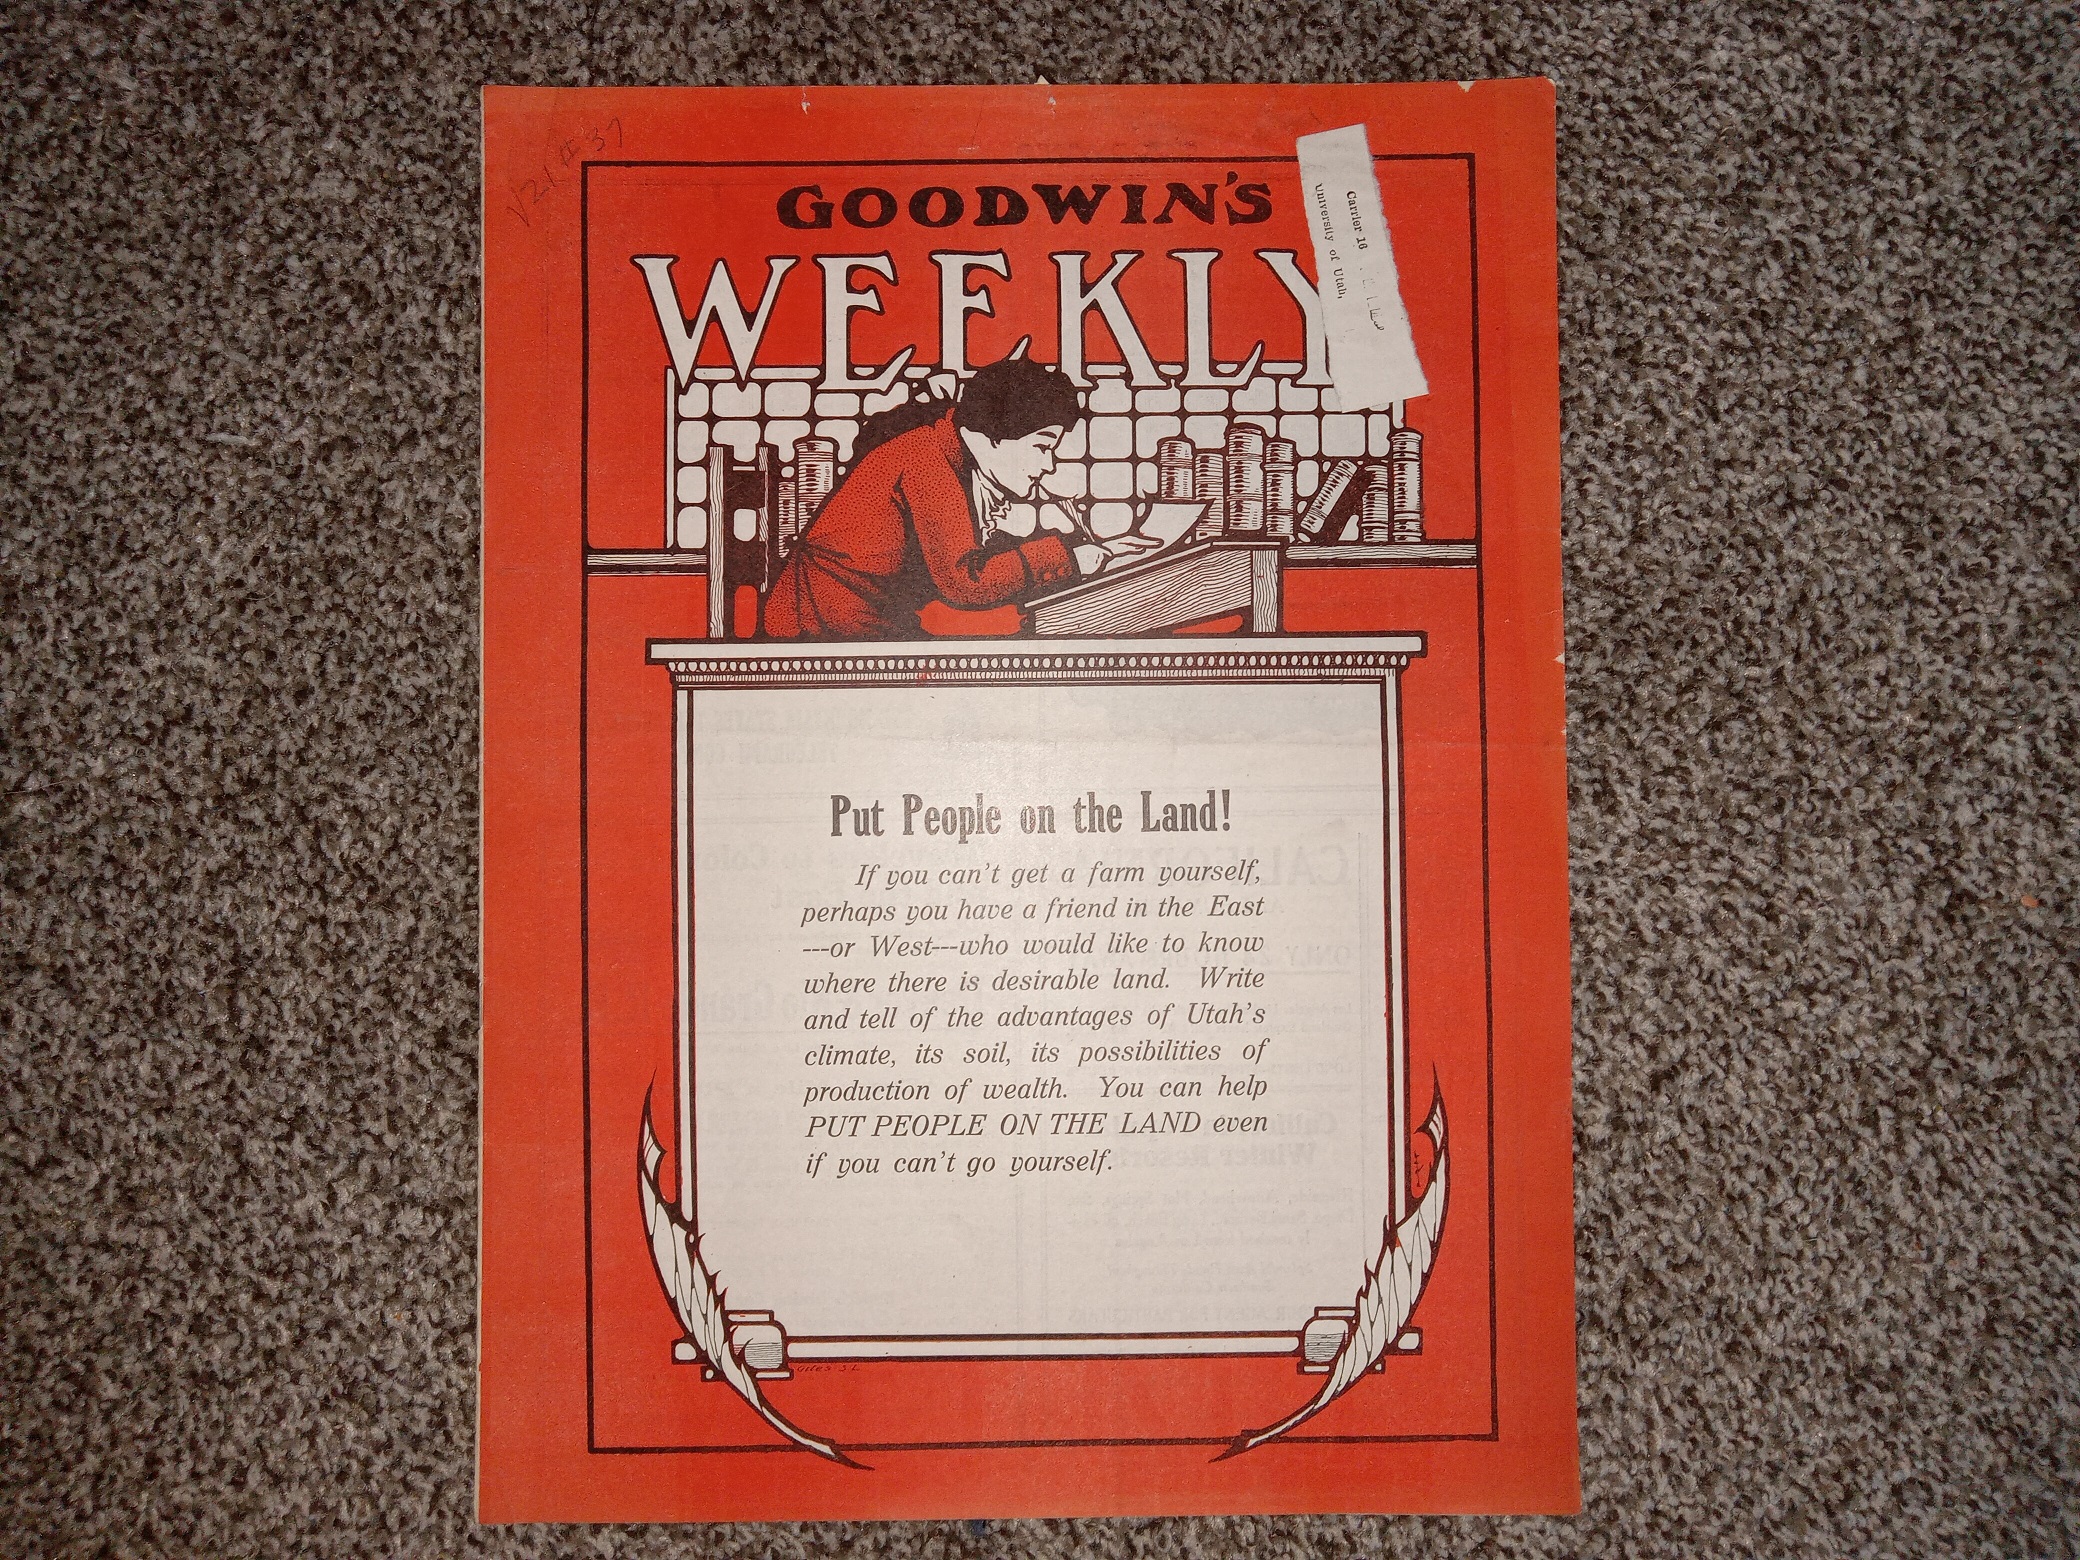 V21 # 37
GOODWIN'S
WEEKLY
Carrier 16
University of Utah,
Put People on the Land!
If you can't get a farm yourself,
perhaps you have a friend in the East
---or West---who would like to know
where there is desirable land. Write
and tell of the advantages of Utah's
climate, its soil, its possibilities of
production of wealth. You can help
PUT PEOPLE ON THE LAND even
if you can't go yourself.